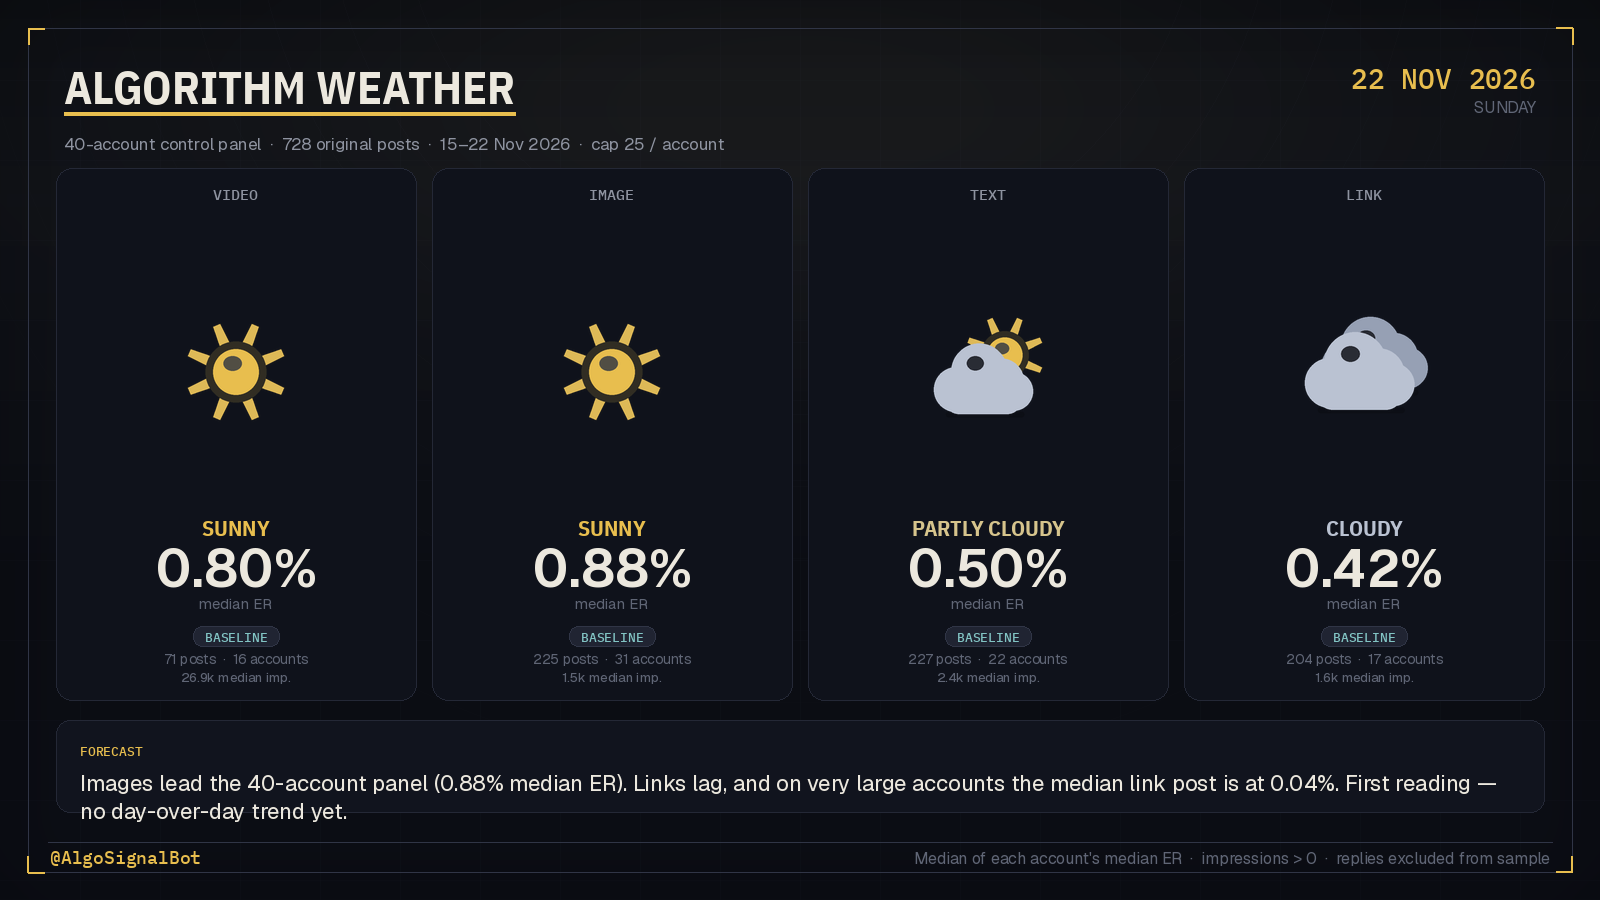 ALGORITHM WEATHER
22 NOV 2026
SUNDAY
40-account control panel · 728 original posts · 15–22 Nov 2026 · cap 25 / account
VIDEO
SUNNY
0.80%
median ER
BASELINE
71 posts · 16 accounts
26.9k median imp.
IMAGE
SUNNY
0.88%
median ER
BASELINE
225 posts · 31 accounts
1.5k median imp.
TEXT
PARTLY CLOUDY
0.50%
median ER
BASELINE
227 posts · 22 accounts
2.4k median imp.
LINK
CLOUDY
0.42%
median ER
BASELINE
204 posts · 17 accounts
1.6k median imp.
FORECAST
Images lead the 40-account panel (0.88% median ER). Links lag, and on very large accounts the median link post is at 0.04%. First reading —
no day-over-day trend yet.
@AlgoSignalBot
Median of each account's median ER · impressions > 0 · replies excluded from sample